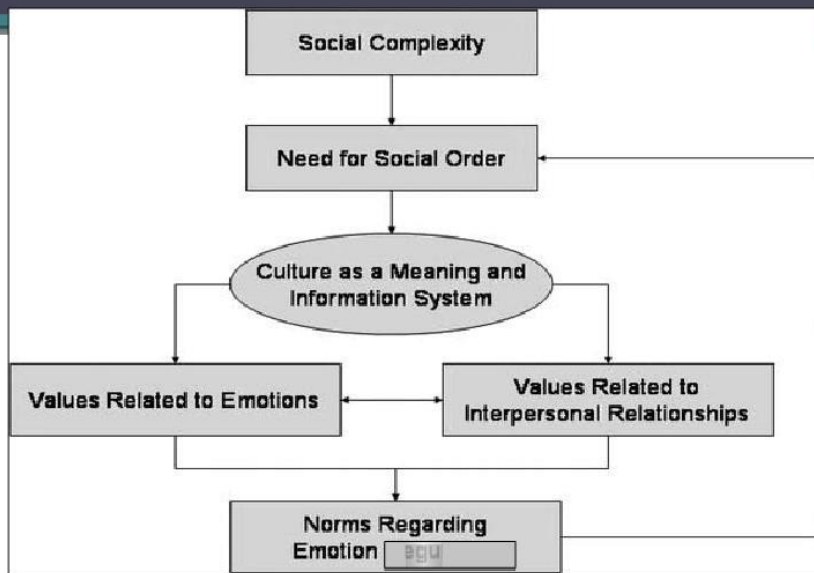 Social Complexity
Need for Social Order
Culture as a Meaning and
Information System
Values Related to Emotions
Values Related to
Interpersonal Relationships
Norms Regarding
Emotion